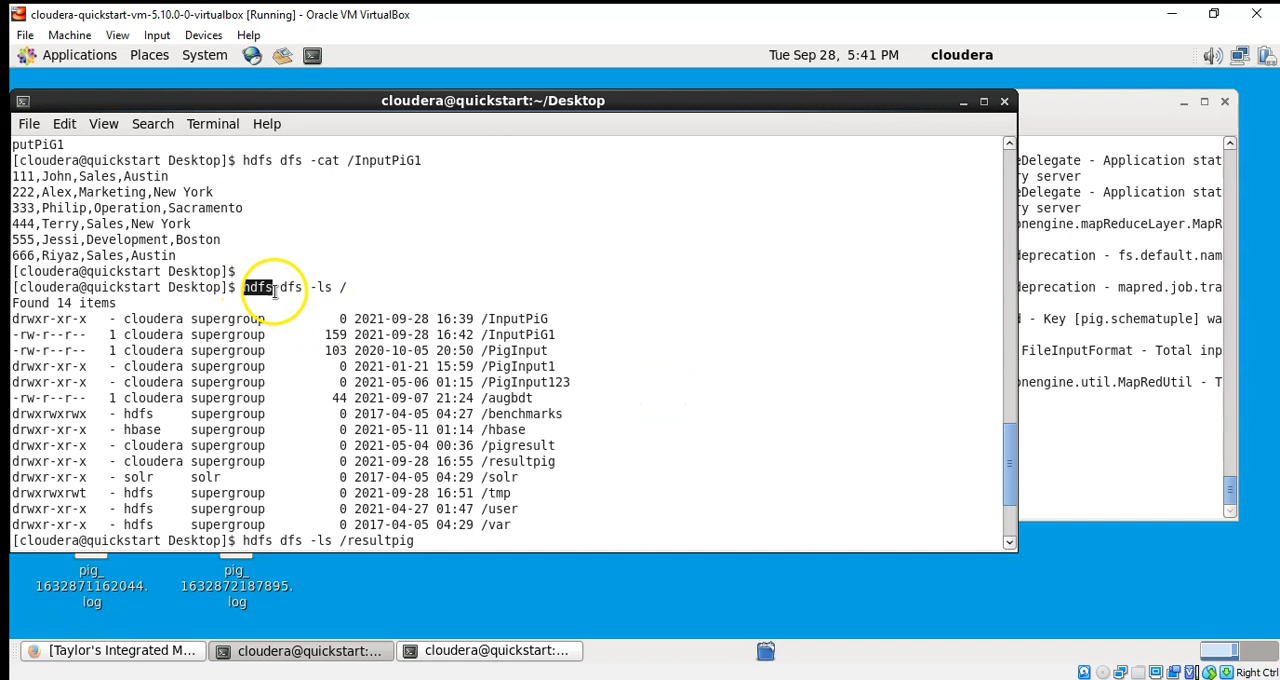 cloudera-quickstart-vm-5.10.0-0-virtualbox [Running] - Oracle VM VirtualBox
File Machine View Input Devices Help
Applications Places System Tue Sep 28, 5:41 PM cloudera
cloudera@quickstart:~/Desktop
File Edit View Search Terminal Help
putPiG1
[cloudera@quickstart Desktop]$ hdfs dfs -cat /InputPiG1
111,John,Sales,Austin
222,Alex,Marketing,New York
333,Philip,Operation,Sacramento
444,Terry,Sales,New York
555,Jessi,Development,Boston
666,Riyaz,Sales,Austin
[cloudera@quickstart Desktop]$
[cloudera@quickstart Desktop]$ hdfs dfs -ls /
Found 14 items
drwxr-xr-x - cloudera supergroup 0 2021-09-28 16:39 /InputPiG
-rw-r--r-- 1 cloudera supergroup 159 2021-09-28 16:42 /InputPiG1
-rw-r--r-- 1 cloudera supergroup 103 2020-10-05 20:50 /PigInput
drwxr-xr-x - cloudera supergroup 0 2021-01-21 15:59 /PigInput1
drwxr-xr-x - cloudera supergroup 0 2021-05-06 01:15 /PigInput123
-rw-r--r-- 1 cloudera supergroup 44 2021-09-07 21:24 /augbdt
drwxrwxrwx - hdfs supergroup 0 2017-04-05 04:27 /benchmarks
drwxr-xr-x - hbase supergroup 0 2021-05-11 01:14 /hbase
drwxr-xr-x - cloudera supergroup 0 2021-05-04 00:36 /pigresult
drwxr-xr-x - cloudera supergroup 0 2021-09-28 16:55 /resultpig
drwxr-xr-x - solr solr 0 2017-04-05 04:29 /solr
drwxrwxrwt - hdfs supergroup 0 2021-09-28 16:51 /tmp
drwxr-xr-x - hdfs supergroup 0 2021-04-27 01:47 /user
drwxr-xr-x - hdfs supergroup 0 2017-04-05 04:29 /var
[cloudera@quickstart Desktop]$ hdfs dfs -ls /resultpig
eDelegate - Application stat
ry server
eDelegate - Application stat
ry server
onengine.mapReduceLayer.MapR
deprecation - fs.default.nam
deprecation - mapred.job.tra
d - Key [pig.schematuple] wa
FileInputFormat - Total inp
onengine.util.MapRedUtil - T
pig_
1632871162044.
log
pig_
1632872187895.
log
[Taylor's Integrated M...
cloudera@quickstart:...
cloudera@quickstart:...
Right Ctrl